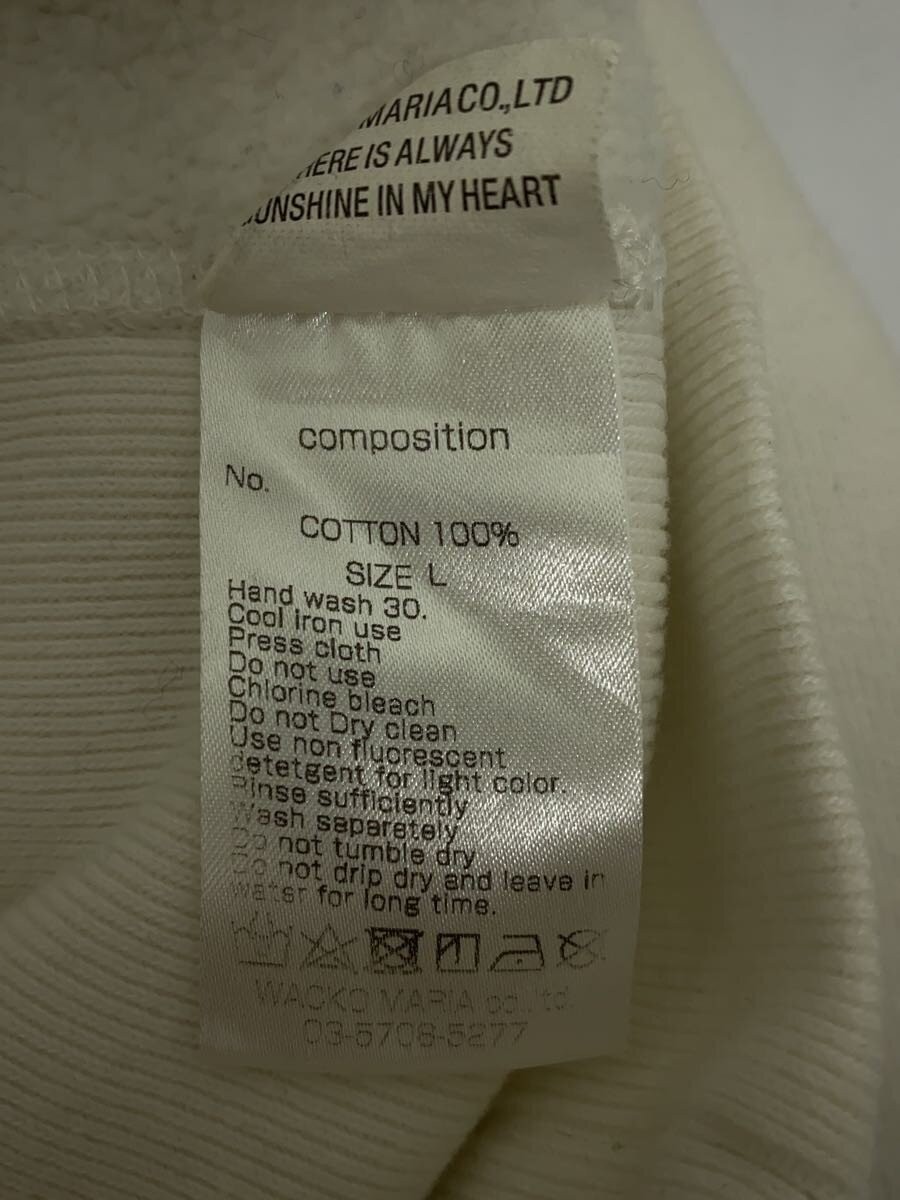 MARIA CO.,LTD
HERE IS ALWAYS
SUNSHINE IN MY HEART
composition
No.
COTTON 100%
SIZE L
Hand wash 30.
Cool iron use
Press cloth
Do not use
Chlorine bleach
Do not Dry clean
Use non fluorescent
detetgent for light color.
Rinse sufficiently
Wash separately
Do not tumble dry
Do not drip dry and leave in
water for long time.
WACKO MARIA co.,ltd.
03-5708-5277